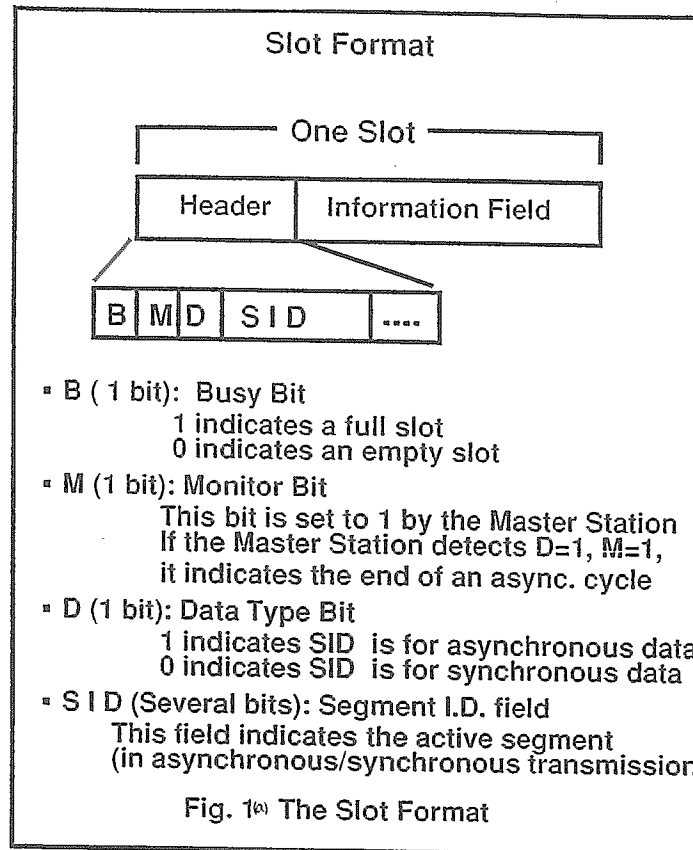 Slot Format
One Slot
Header Information Field
B M D S I D ....
▪ B ( 1 bit): Busy Bit
1 indicates a full slot
0 indicates an empty slot
▪ M (1 bit): Monitor Bit
This bit is set to 1 by the Master Station
If the Master Station detects D=1, M=1,
it indicates the end of an async. cycle
▪ D (1 bit): Data Type Bit
1 indicates SID is for asynchronous data
0 indicates SID is for synchronous data
▪ S I D (Several bits): Segment I.D. field
This field indicates the active segment
(in asynchronous/synchronous transmission
Fig. 1(a) The Slot Format